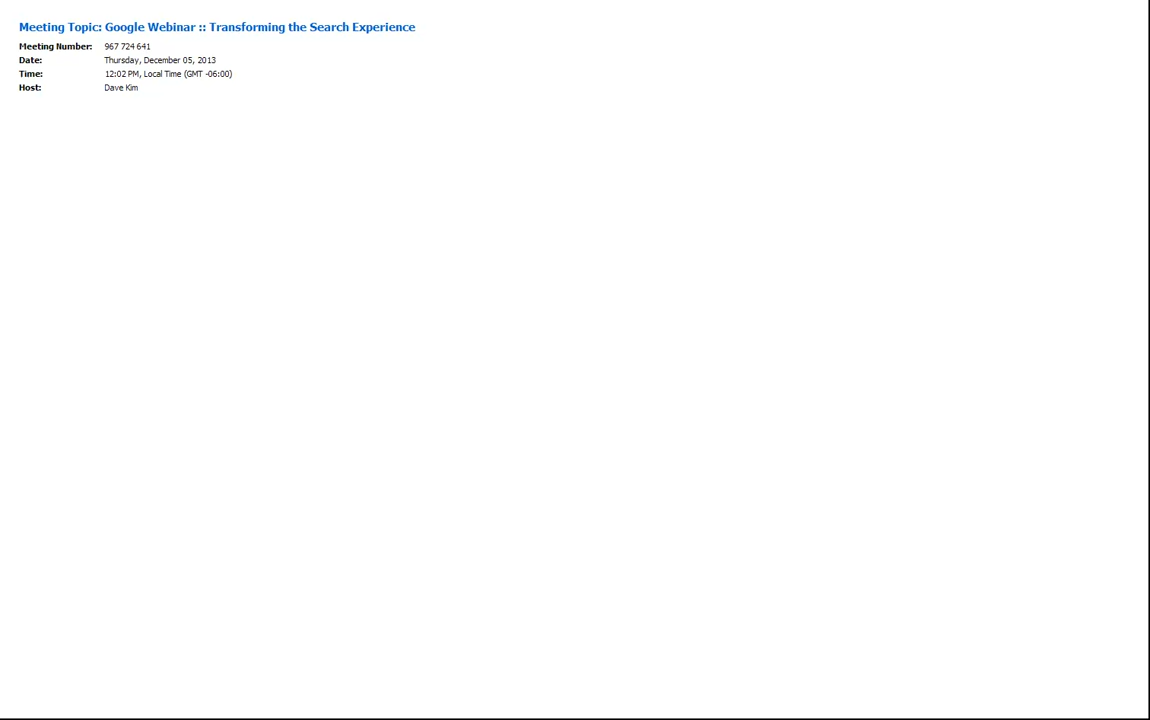 Meeting Topic: Google Webinar :: Transforming the Search Experience
Meeting Number: 967 724 641
Date: Thursday, December 05, 2013
Time: 12:02 PM, Local Time (GMT -06:00)
Host: Dave Kim